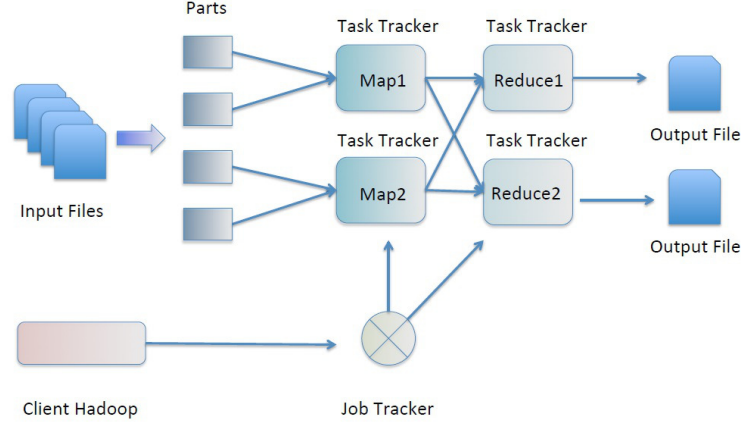 Parts
Task Tracker
Task Tracker
Map1
Reduce1
Output File
Task Tracker
Task Tracker
Map2
Reduce2
Input Files
Output File
Client Hadoop
Job Tracker